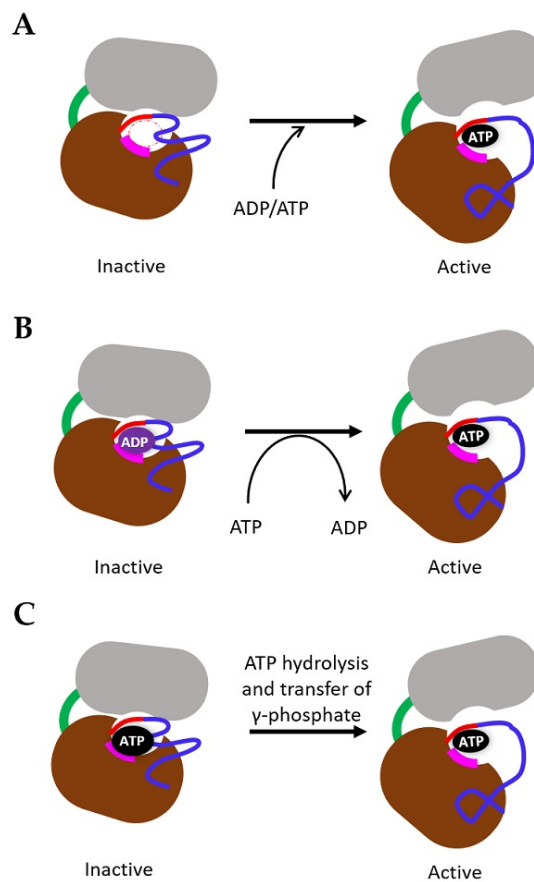 A
ATP
ADP/ATP
Inactive
Active
B
ADP
ATP
ATP
ADP
Inactive
Active
C
ATP hydrolysis
and transfer of
γ-phosphate
ATP
ATP
Inactive
Active